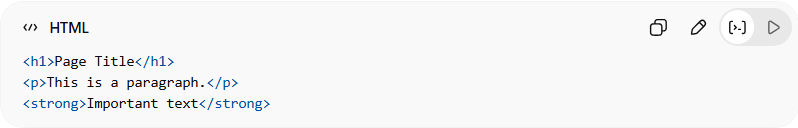 HTML
<h1>Page Title</h1>
<p>This is a paragraph.</p>
<strong>Important text</strong>